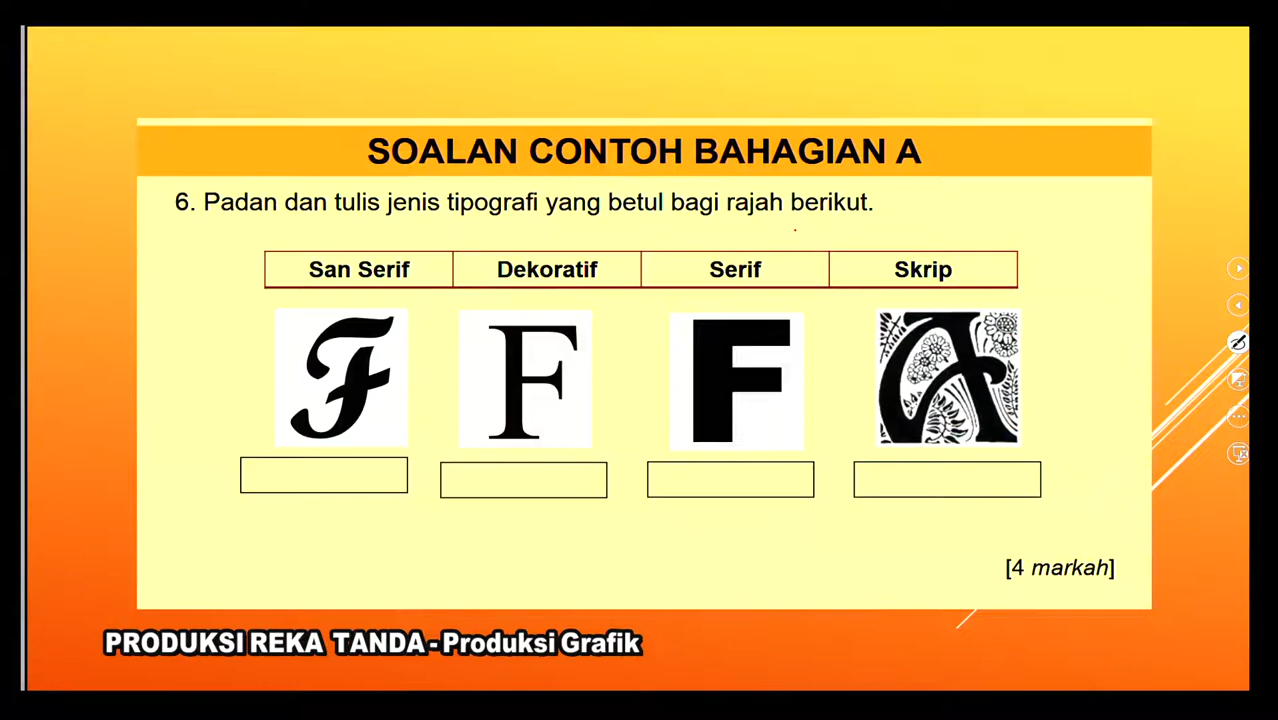 SOALAN CONTOH BAHAGIAN A
6. Padan dan tulis jenis tipografi yang betul bagi rajah berikut.
San Serif Dekoratif Serif Skrip
F F F A
[4 markah]
PRODUKSI REKA TANDA - Produksi Grafik